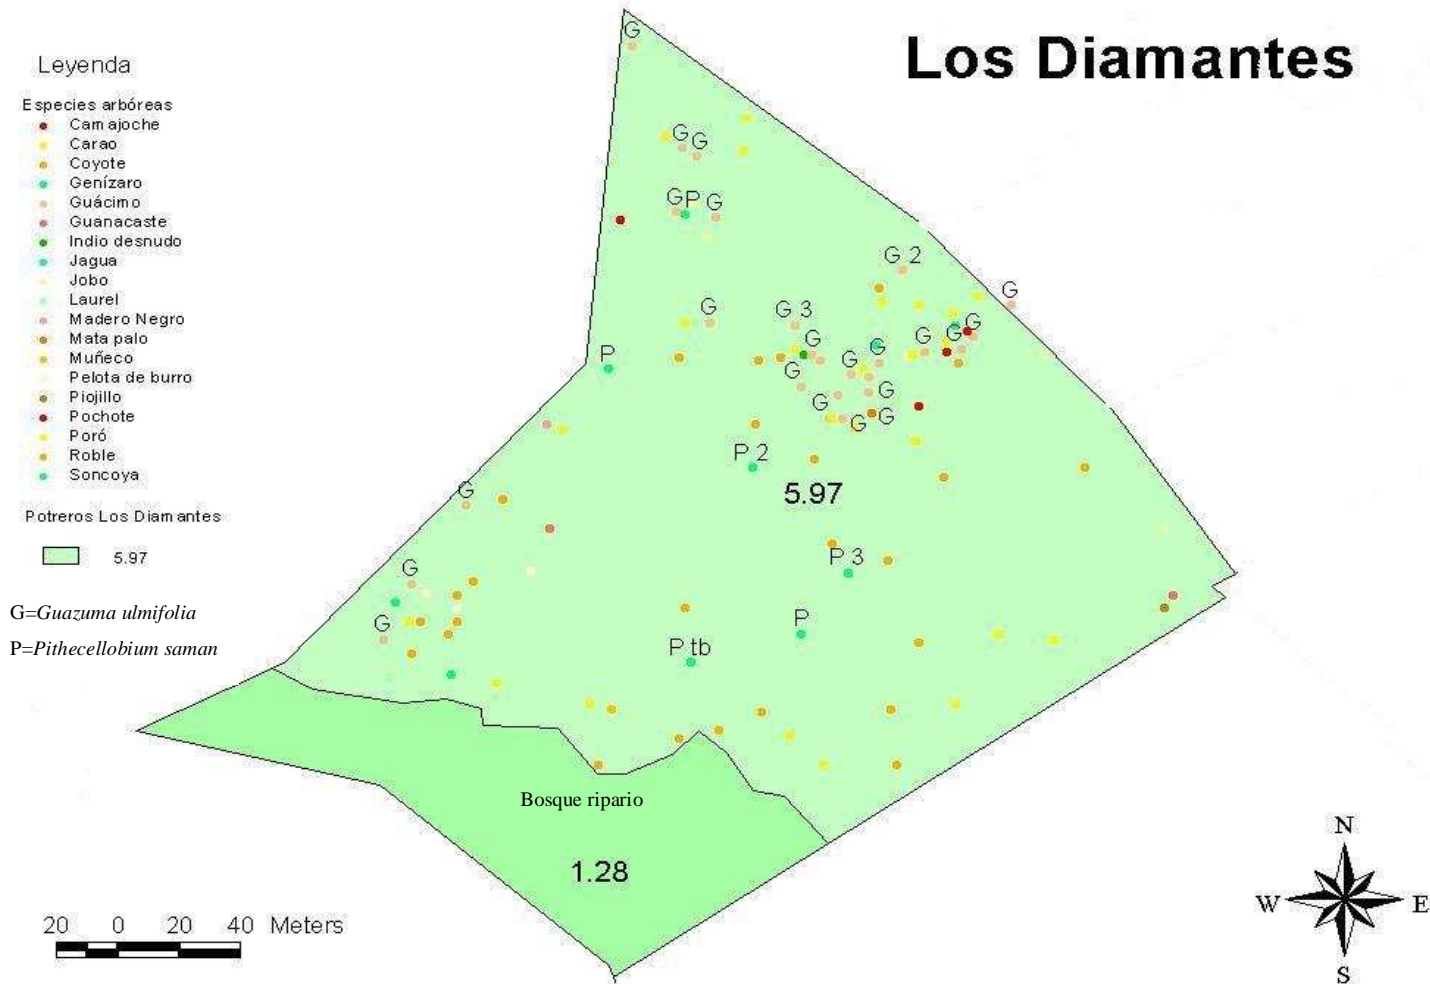 Los Diamantes
Leyenda
Especies arbóreas
Camajoche
Carao
Coyote
Genízaro
Guácimo
Guanacaste
Indio desnudo
Jagua
Jobo
Laurel
Madero Negro
Mata palo
Muñeco
Pelota de burro
Piojillo
Pochote
Poró
Roble
Soncoya
Potreros Los Diamantes
5.97
G=Guazuma ulmifolia
P=Pithecellobium saman
G
G G
G P G
G 2
G
G G 3
G
G G
P G G G
G
G
G G
G
P 2
5.97
G
P 3
G
P
G
P tb
Bosque ripario
1.28
20 0 20 40 Meters
N
W E
S